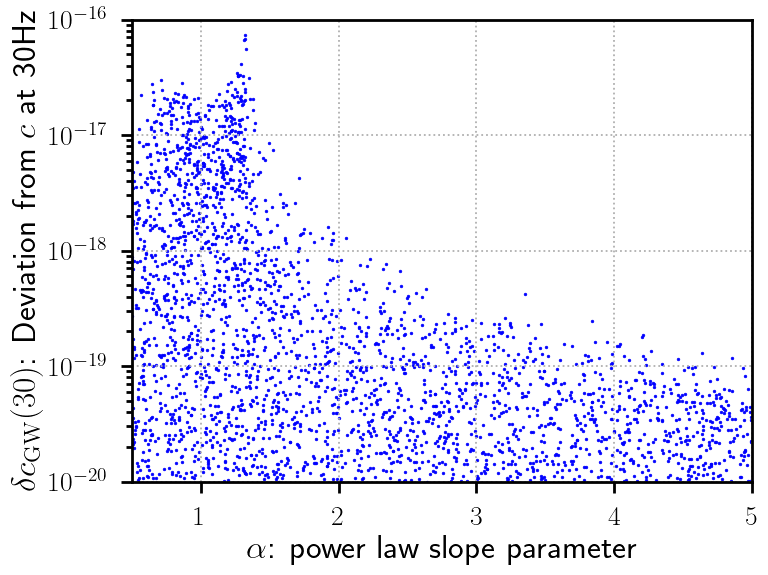 δc_GW(30): Deviation from c at 30Hz
10⁻¹⁶
10⁻¹⁷
10⁻¹⁸
10⁻¹⁹
10⁻²⁰
1 2 3 4 5
α: power law slope parameter